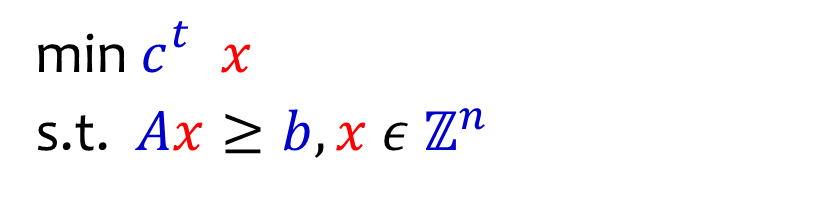 min cᵗ x
s.t. Ax ≥ b, x ϵ ℤⁿ